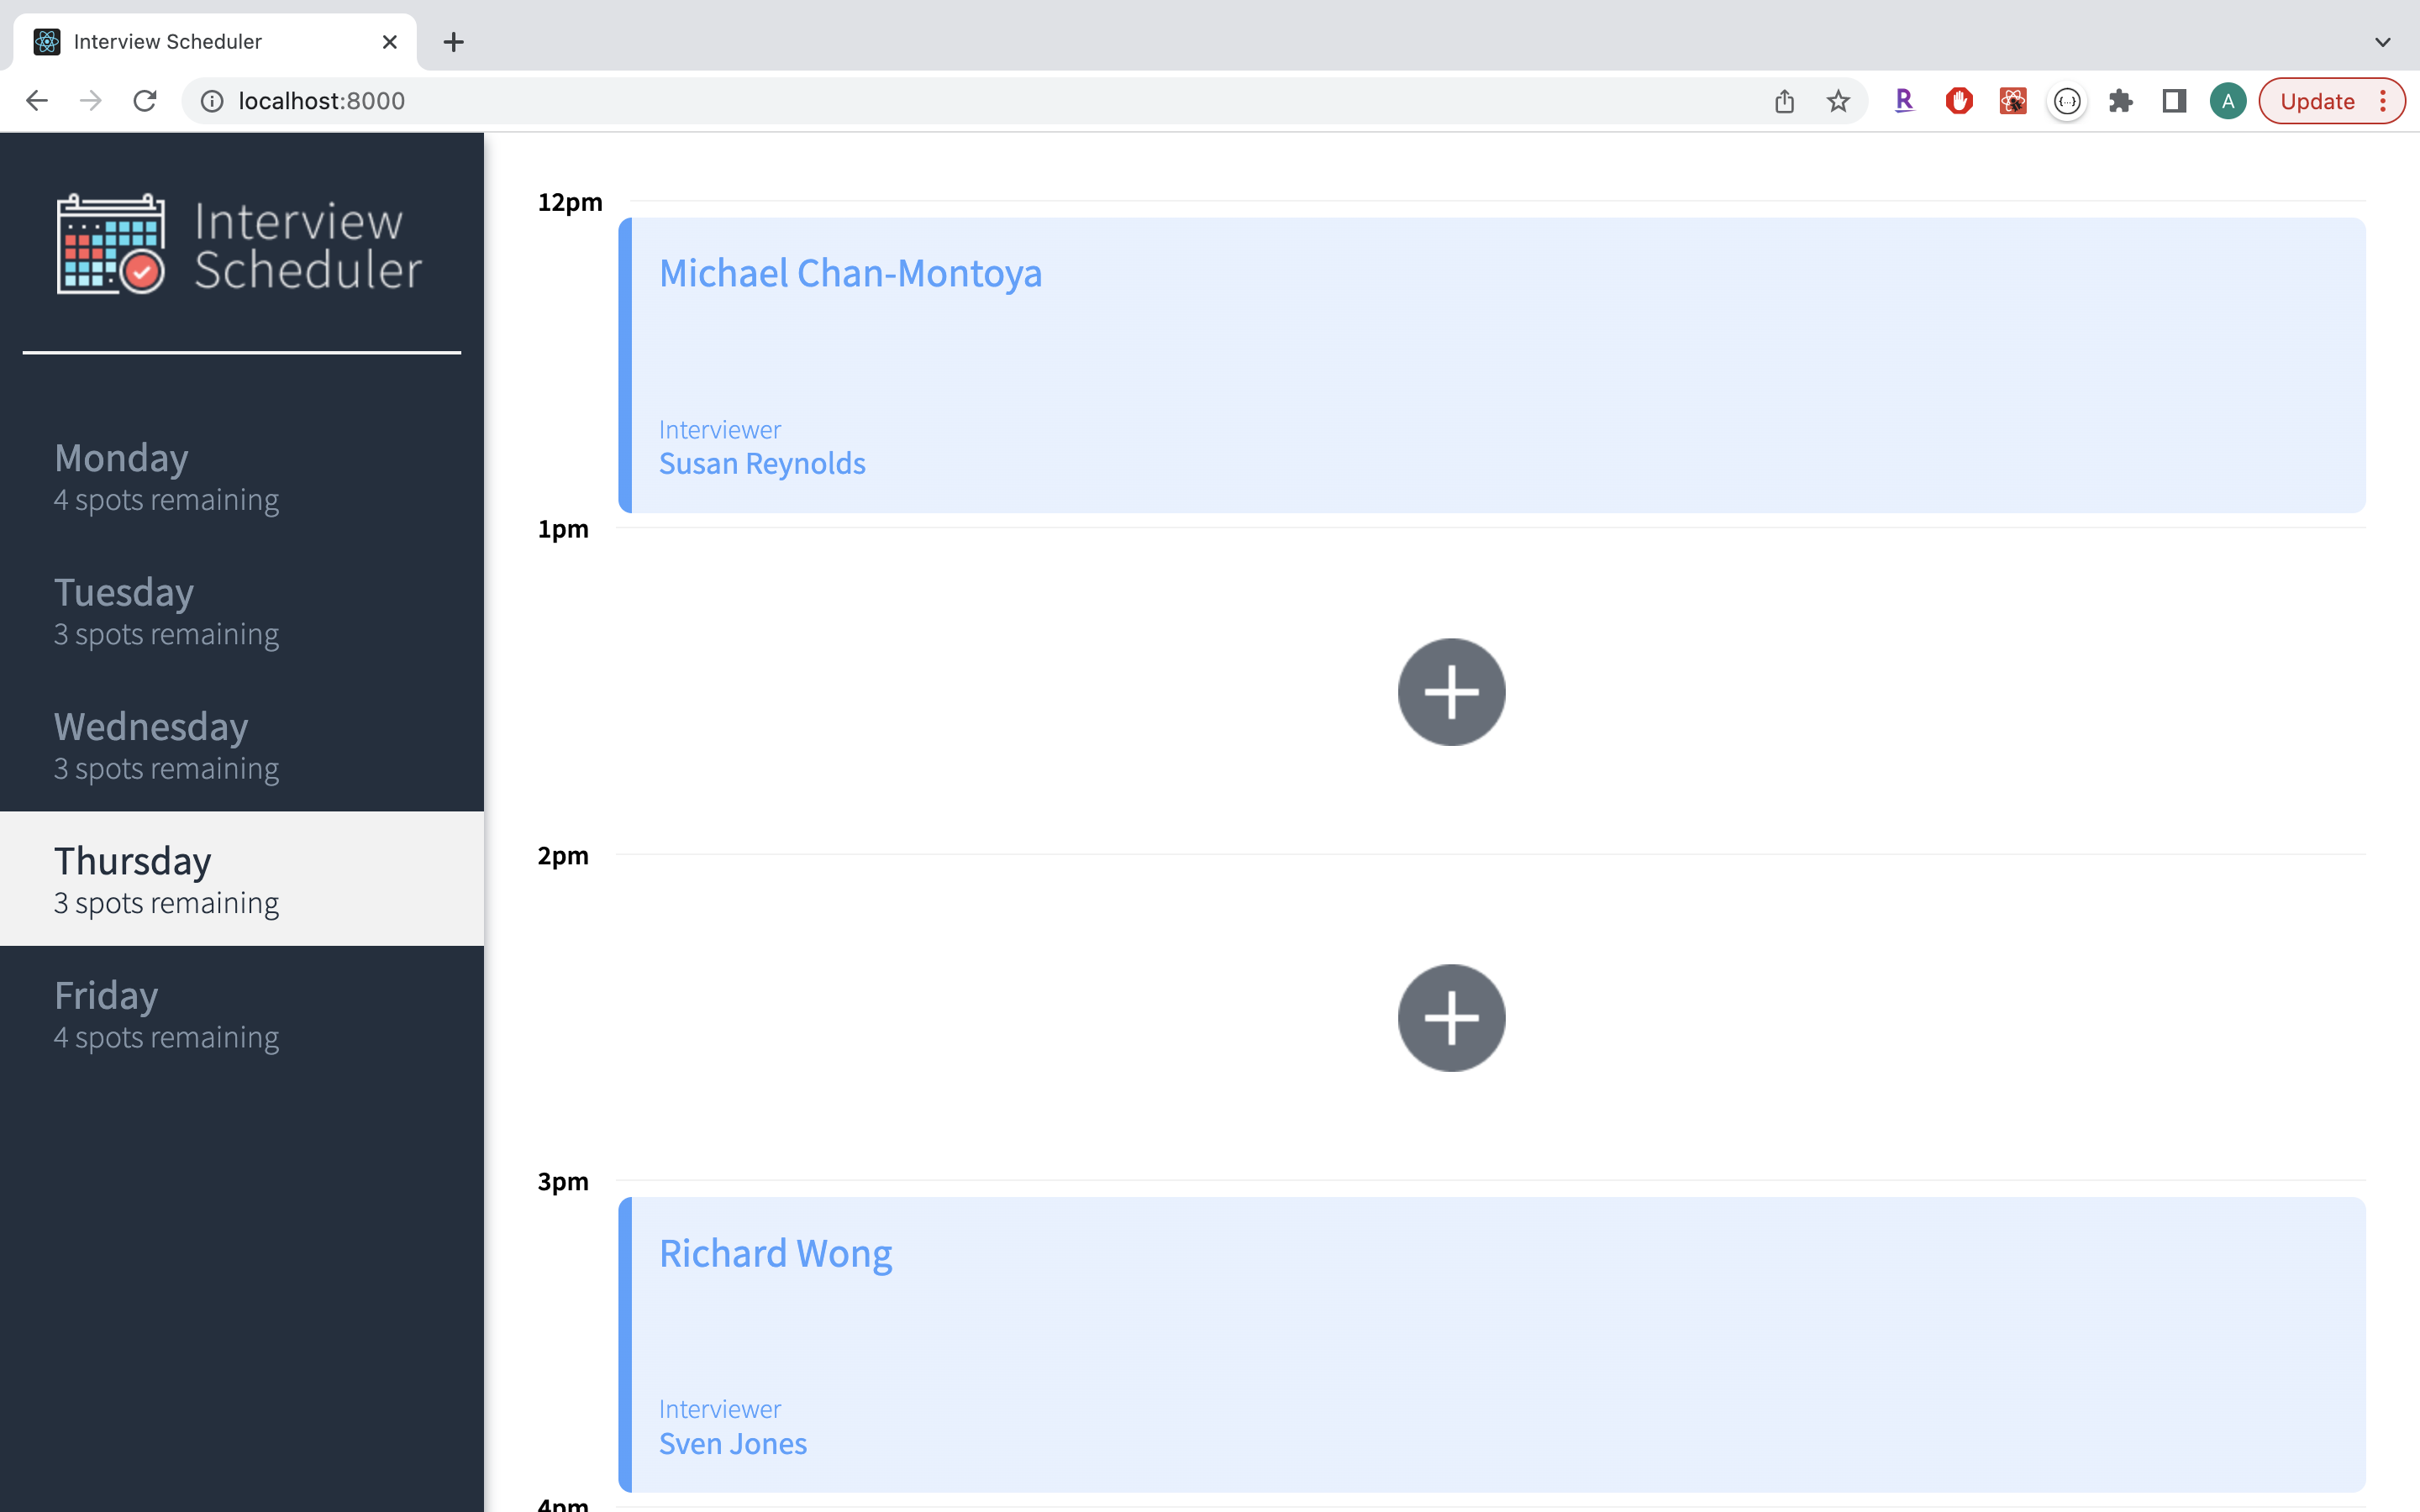 Interview Scheduler
localhost:8000
R
A
Update
Interview
Scheduler
Monday
4 spots remaining
Tuesday
3 spots remaining
Wednesday
3 spots remaining
Thursday
3 spots remaining
Friday
4 spots remaining
12pm
Michael Chan-Montoya
Interviewer
Susan Reynolds
1pm
2pm
3pm
Richard Wong
Interviewer
Sven Jones
4pm